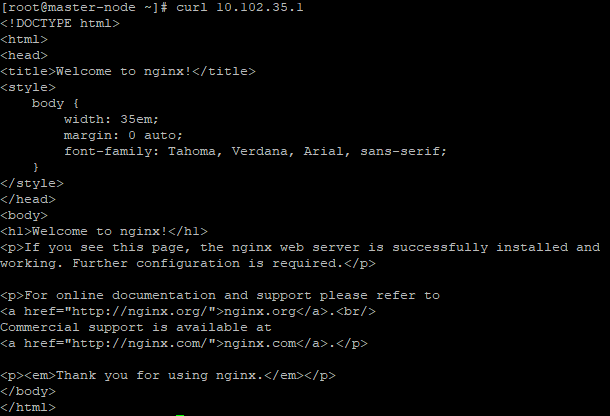 [root@master-node ~]# curl 10.102.35.1
<!DOCTYPE html>
<html>
<head>
<title>Welcome to nginx!</title>
<style>
    body {
        width: 35em;
        margin: 0 auto;
        font-family: Tahoma, Verdana, Arial, sans-serif;
    }
</style>
</head>
<body>
<h1>Welcome to nginx!</h1>
<p>If you see this page, the nginx web server is successfully installed and
working. Further configuration is required.</p>

<p>For online documentation and support please refer to
<a href="http://nginx.org/">nginx.org</a>.<br/>
Commercial support is available at
<a href="http://nginx.com/">nginx.com</a>.</p>

<p><em>Thank you for using nginx.</em></p>
</body>
</html>